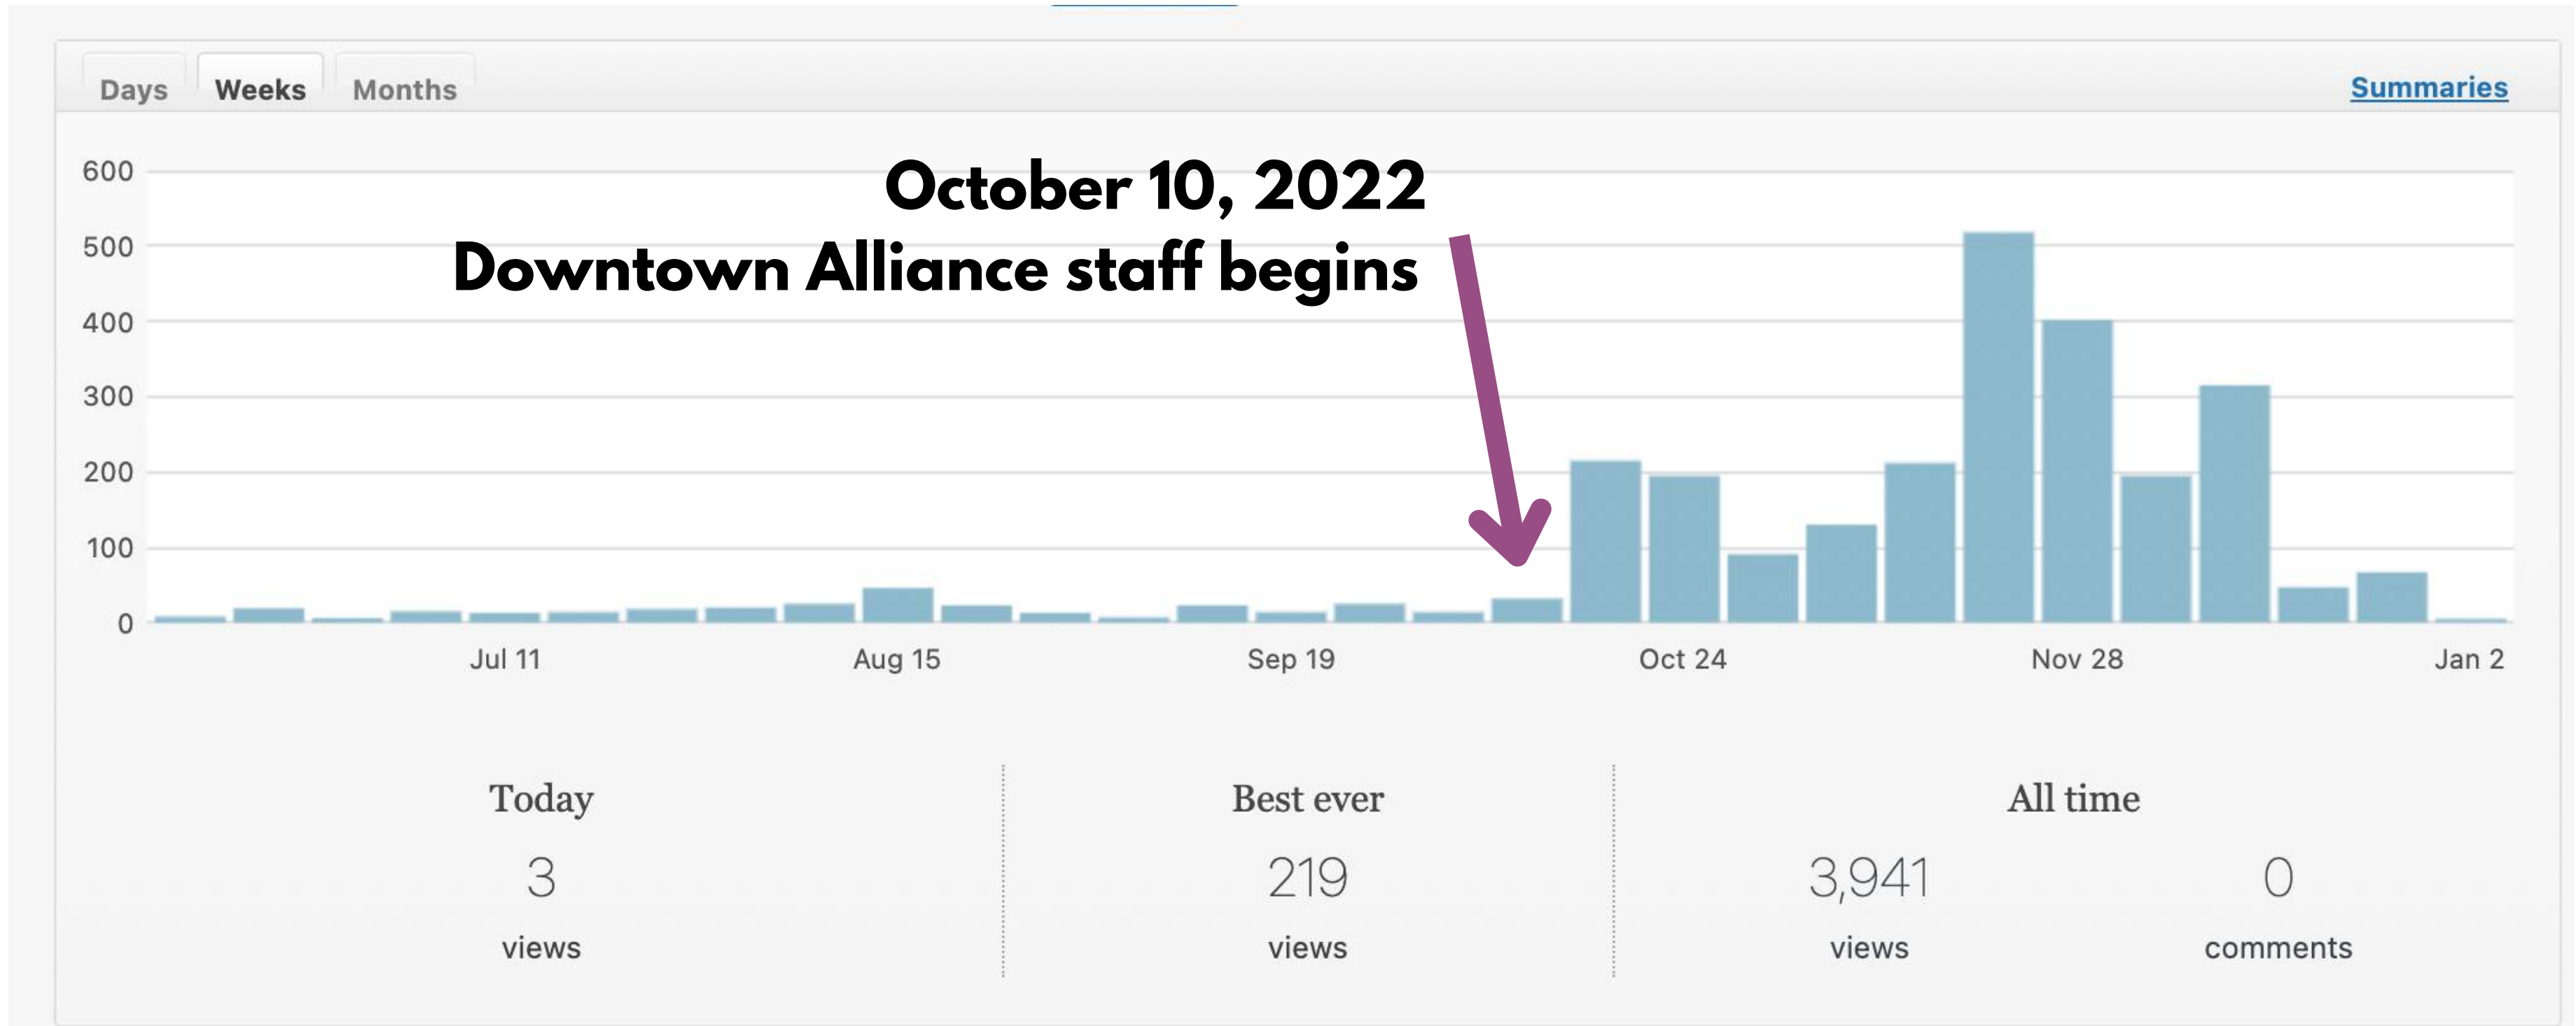 Days Weeks Months Summaries
600
October 10, 2022
500
Downtown Alliance staff begins
400
300
200
100
0
Jul 11 Aug 15 Sep 19 Oct 24 Nov 28 Jan 2
Today Best ever All time
3 219 3,941 0
views views views comments